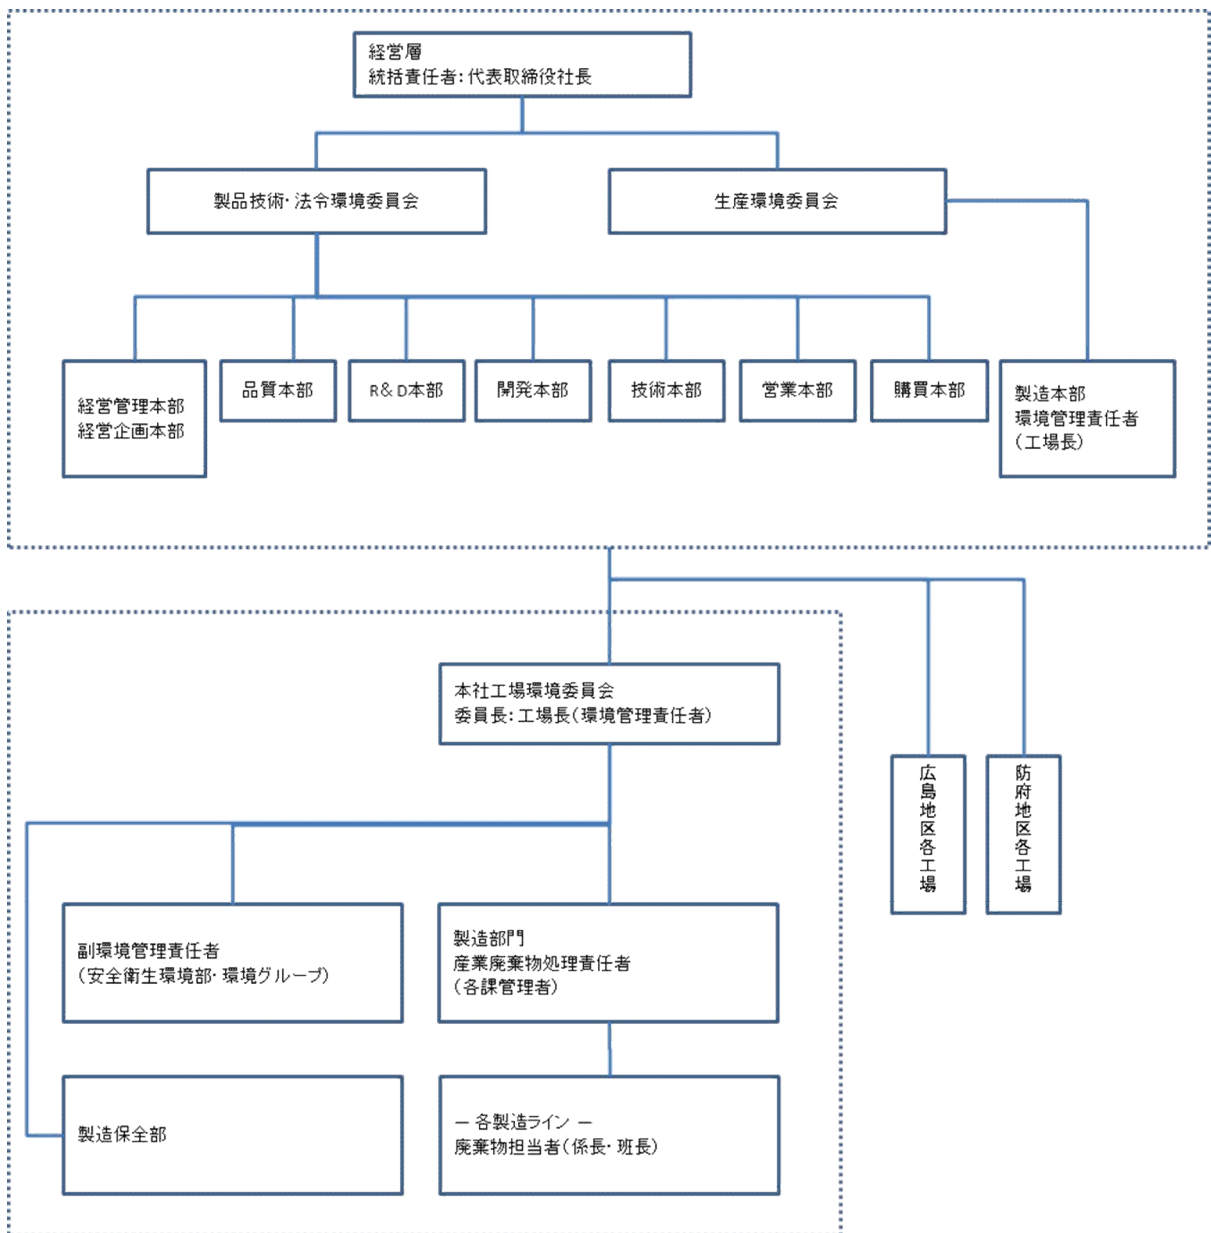 経営層
統括責任者：代表取締役社長
製品技術・法令環境委員会
生産環境委員会
経営管理本部
経営企画本部
品質本部
R&D本部
開発本部
技術本部
営業本部
購買本部
製造本部
環境管理責任者
（工場長）
本社工場環境委員会
委員長：工場長（環境管理責任者）
広島地区各工場
防府地区各工場
副環境管理責任者
（安全衛生環境部・環境グループ）
製造部門
産業廃棄物処理責任者
（各課管理者）
製造保全部
― 各製造ライン ―
廃棄物担当者（係長・班長）